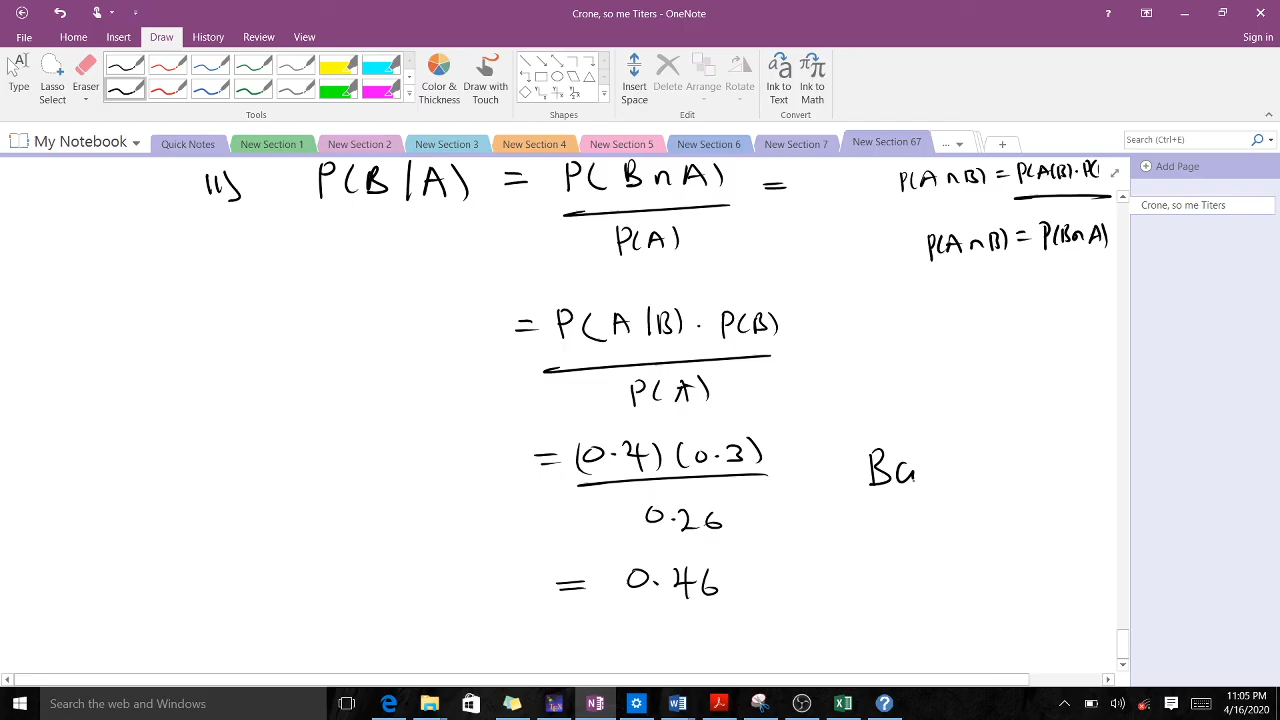 Crone, so me Titers - OneNote
Sign in
File Home Insert Draw History Review View
Type
Lasso Select
Eraser
Color & Thickness
Draw with Touch
Insert Space
Delete
Arrange
Rotate
Ink to Text
Ink to Math
Tools
Shapes
Edit
Convert
My Notebook
Quick Notes
New Section 1
New Section 2
New Section 3
New Section 4
New Section 5
New Section 6
New Section 7
New Section 67
...
Search (Ctrl+E)
Add Page
Crone, so me Titers
ii) P(B|A) = P(B∩A) =
P(A)
P(A∩B) = P(A|B)·P(
P(A∩B) = P(B∩A)
= P(A|B) · P(B)
P(A)
= (0.4)(0.3)
0.26
= 0.46
Ba
Search the web and Windows
11:05 PM
4/16/2020